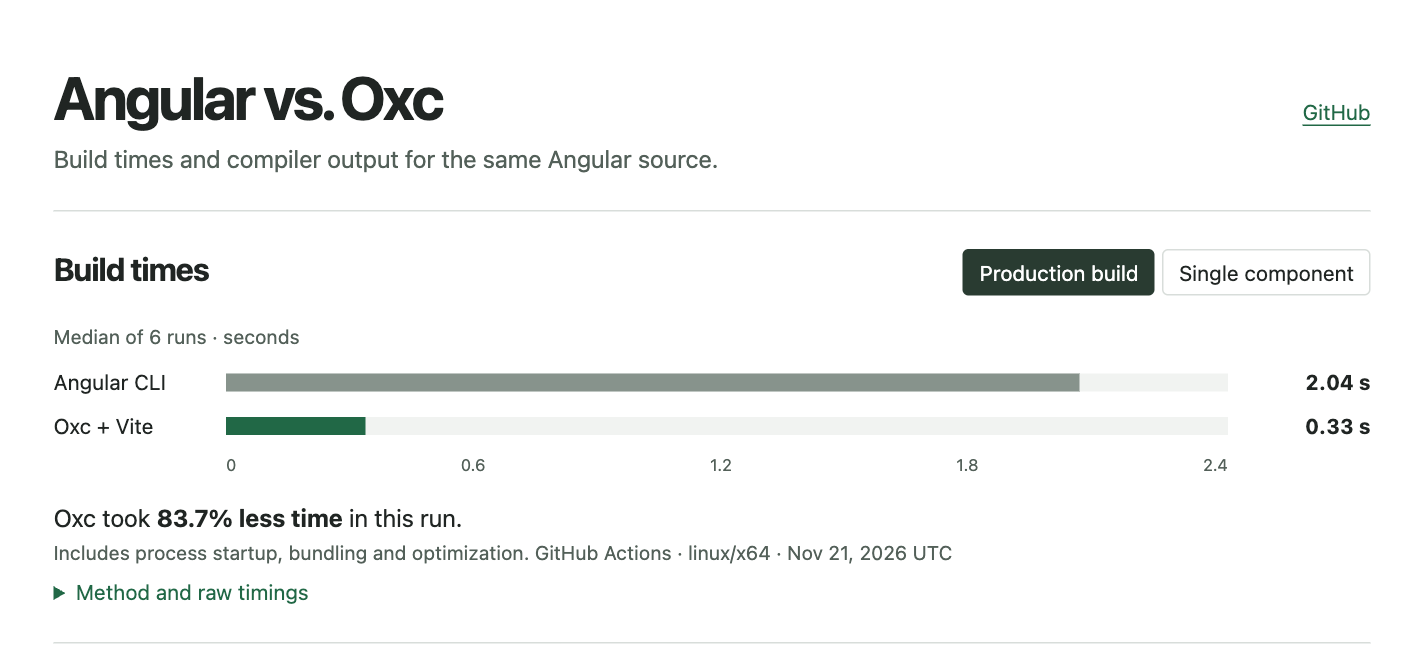 Angular vs. Oxc
GitHub
Build times and compiler output for the same Angular source.
Build times
Production build
Single component
Median of 6 runs · seconds
Angular CLI
2.04 s
Oxc + Vite
0.33 s
0 0.6 1.2 1.8 2.4
Oxc took 83.7% less time in this run.
Includes process startup, bundling and optimization. GitHub Actions · linux/x64 · Nov 21, 2026 UTC
Method and raw timings